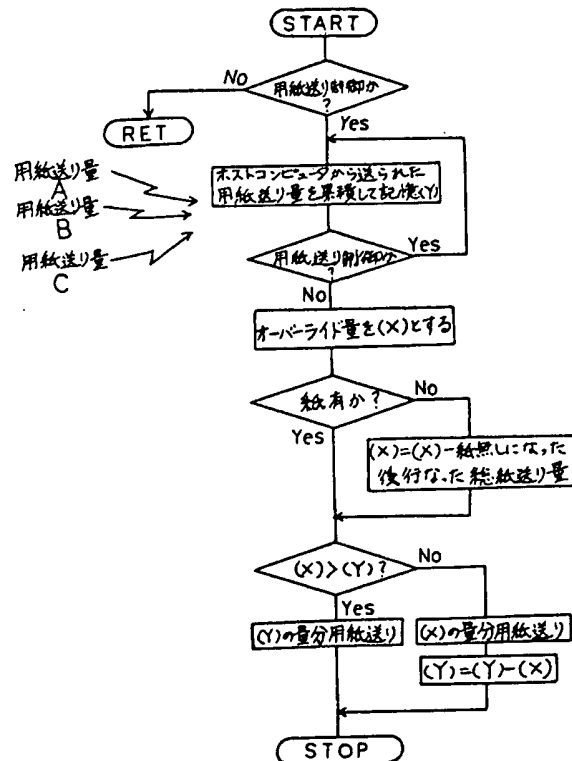 START
No
用紙送り制御か
?
Yes
RET
用紙送り量
A
用紙送り量
B
用紙送り量
C
ホストコンピュータから送られた
用紙送り量を累積して記憶(Y)
用紙送り制御か
?
Yes
No
オーバーライド量を(X)とする
紙有か?
No
Yes
(X)=(X)-紙無しになった
後行なった総紙送り量
(X)>(Y)?
No
Yes
(Y)の量分用紙送り
(X)の量分用紙送り
(Y)=(Y)-(X)
STOP